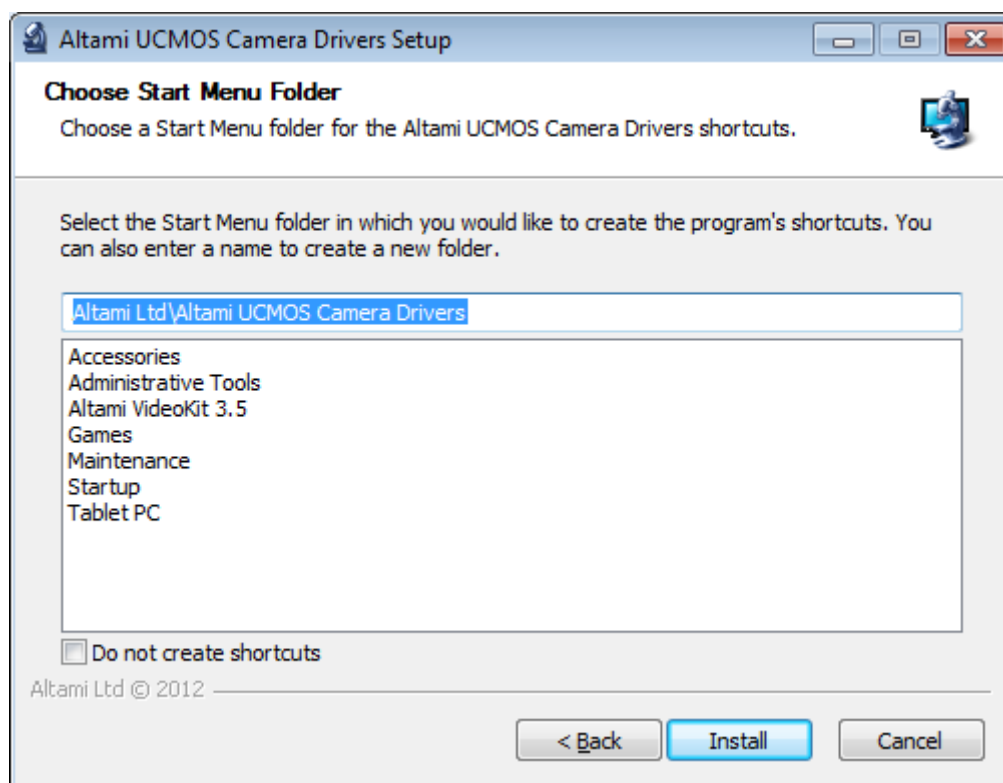 Altami UCMOS Camera Drivers Setup
Choose Start Menu Folder
Choose a Start Menu folder for the Altami UCMOS Camera Drivers shortcuts.
Select the Start Menu folder in which you would like to create the program's shortcuts. You
can also enter a name to create a new folder.
Altami Ltd\Altami UCMOS Camera Drivers
Accessories
Administrative Tools
Altami VideoKit 3.5
Games
Maintenance
Startup
Tablet PC
Do not create shortcuts
Altami Ltd © 2012
< Back Install Cancel